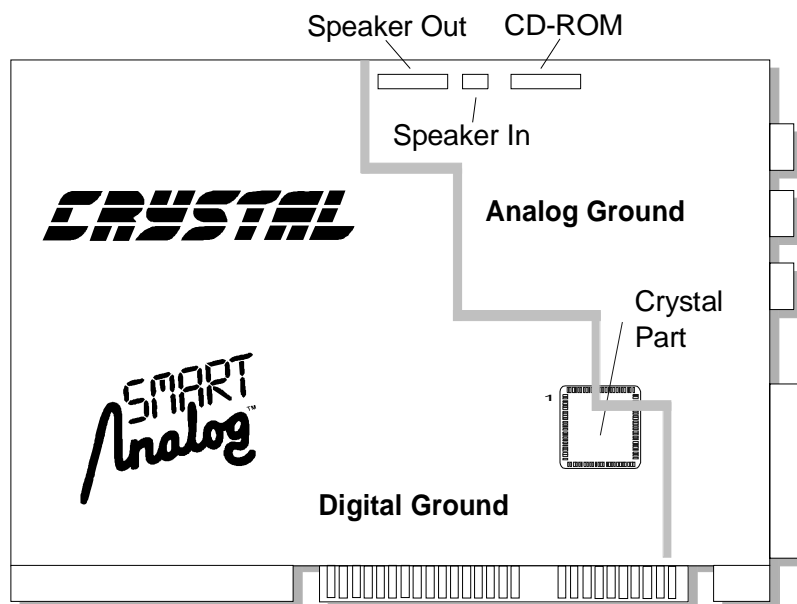 Speaker Out CD-ROM
Speaker In
CRYSTAL
Analog Ground
Crystal
Part
SMART
Analog™
1
Digital Ground